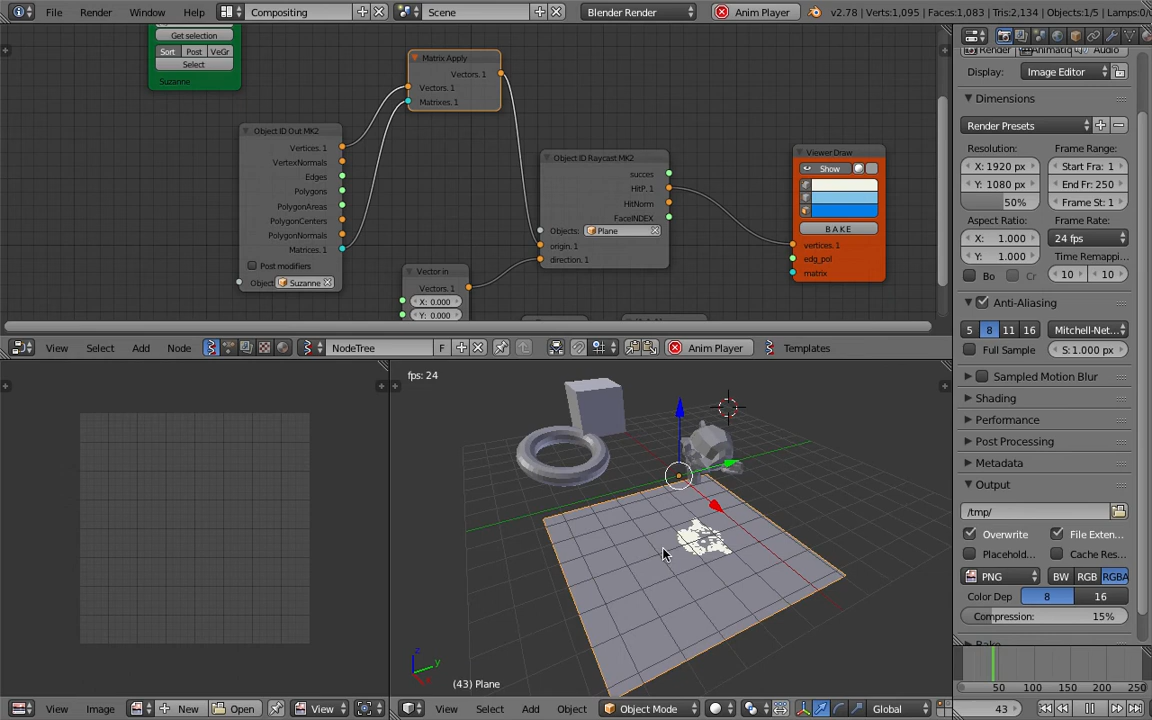 File Render Window Help Compositing Scene Blender Render Anim Player v2.78 | Verts:1,095 | Faces:1,083 | Tris:2,134 | Objects:1/5 | Lamps:0/
Get selection
Sort Post VeGr
Select
Suzanne
Matrix Apply
Vectors. 1
Vectors. 1
Matrixes. 1
Object ID Out MK2
Vertices. 1
VertexNormals
Edges
Polygons
PolygonAreas
PolygonCenters
PolygonNormals
Matrices. 1
Post modifiers
Object Suzanne
Vector in
Vectors. 1
X: 0.000
Y: 0.000
Object ID Raycast MK2
succes
HitP. 1
HitNorm
FaceINDEX
Objects: Plane
origin. 1
direction. 1
Viewer Draw
Show
B A K E
vertices. 1
edg_pol
matrix
View Select Add Node NodeTree F Anim Player Templates
View Image New Open View
fps: 24
z
y
(43) Plane
View Select Add Object Object Mode Global
Render Animatic Audio
Display: Image Editor
Dimensions
Render Presets
Resolution: Frame Range:
X: 1920 px Start Fra: 1
Y: 1080 px End Fr: 250
50% Frame St: 1
Aspect Ratio: Frame Rate:
X: 1.000 24 fps
Y: 1.000 Time Remappi...
Bo Cr 10 10
Anti-Aliasing
5 8 11 16 Mitchell-Net...
Full Sample S:1.000 px
Sampled Motion Blur
Shading
Performance
Post Processing
Metadata
Output
/tmp/
Overwrite File Exten...
Placehold... Cache Res...
PNG BW RGB RGBA
Color Dep 8 16
Compression: 15%
50 100 150 200 250
43